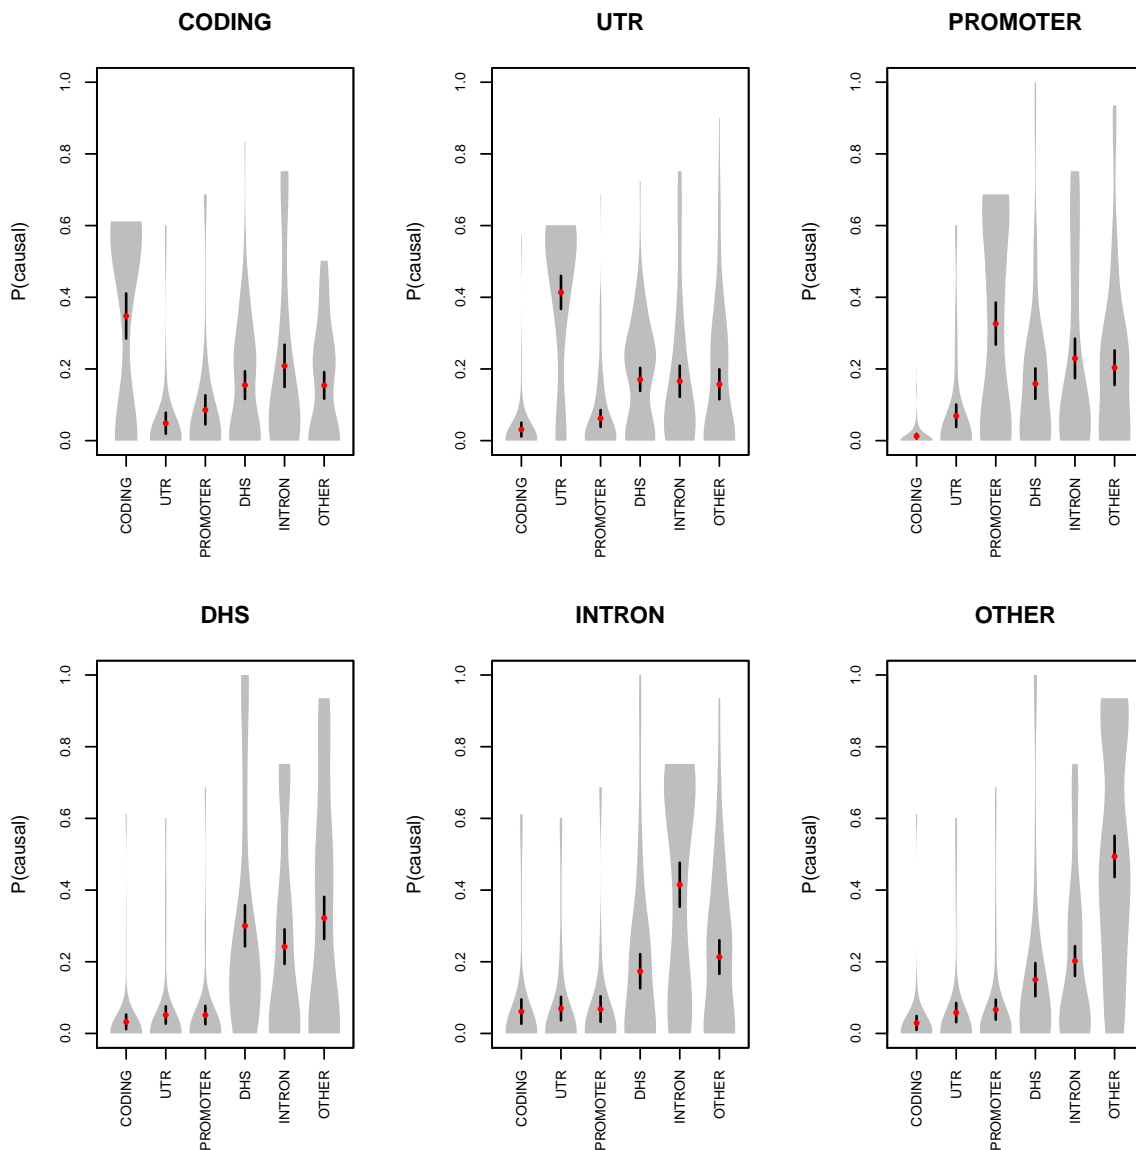 CODING
UTR
PROMOTER
P(causal)
0.0 0.2 0.4 0.6 0.8 1.0
CODING UTR PROMOTER DHS INTRON OTHER
P(causal)
0.0 0.2 0.4 0.6 0.8 1.0
CODING UTR PROMOTER DHS INTRON OTHER
P(causal)
0.0 0.2 0.4 0.6 0.8 1.0
CODING UTR PROMOTER DHS INTRON OTHER
DHS
INTRON
OTHER
P(causal)
0.0 0.2 0.4 0.6 0.8 1.0
CODING UTR PROMOTER DHS INTRON OTHER
P(causal)
0.0 0.2 0.4 0.6 0.8 1.0
CODING UTR PROMOTER DHS INTRON OTHER
P(causal)
0.0 0.2 0.4 0.6 0.8 1.0
CODING UTR PROMOTER DHS INTRON OTHER